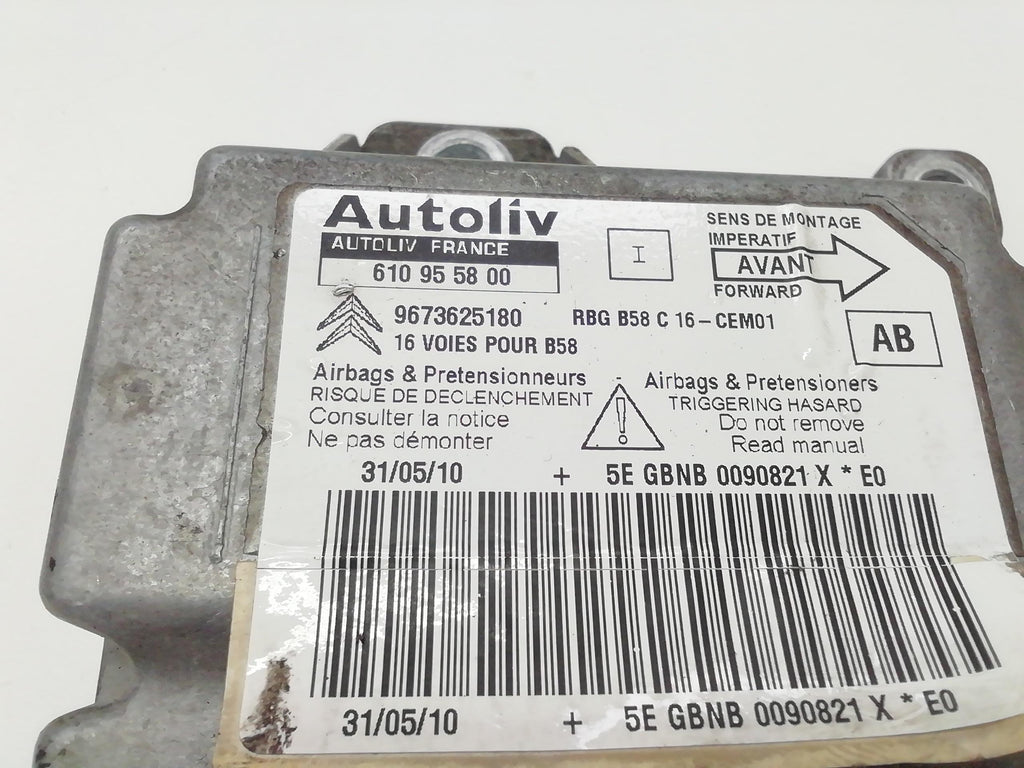 Autoliv
AUTOLIV FRANCE
610 95 58 00
I
SENS DE MONTAGE
IMPERATIF
AVANT
FORWARD
9673625180 RBG B58 C 16-CEM01
16 VOIES POUR B58
AB
Airbags & Pretensionneurs
RISQUE DE DECLENCHEMENT
Consulter la notice
Ne pas démonter
!
Airbags & Pretensioners
TRIGGERING HASARD
Do not remove
Read manual
31/05/10 + 5E GBNB 0090821 X * E0
31/05/10 + 5E GBNB 0090821 X * E0